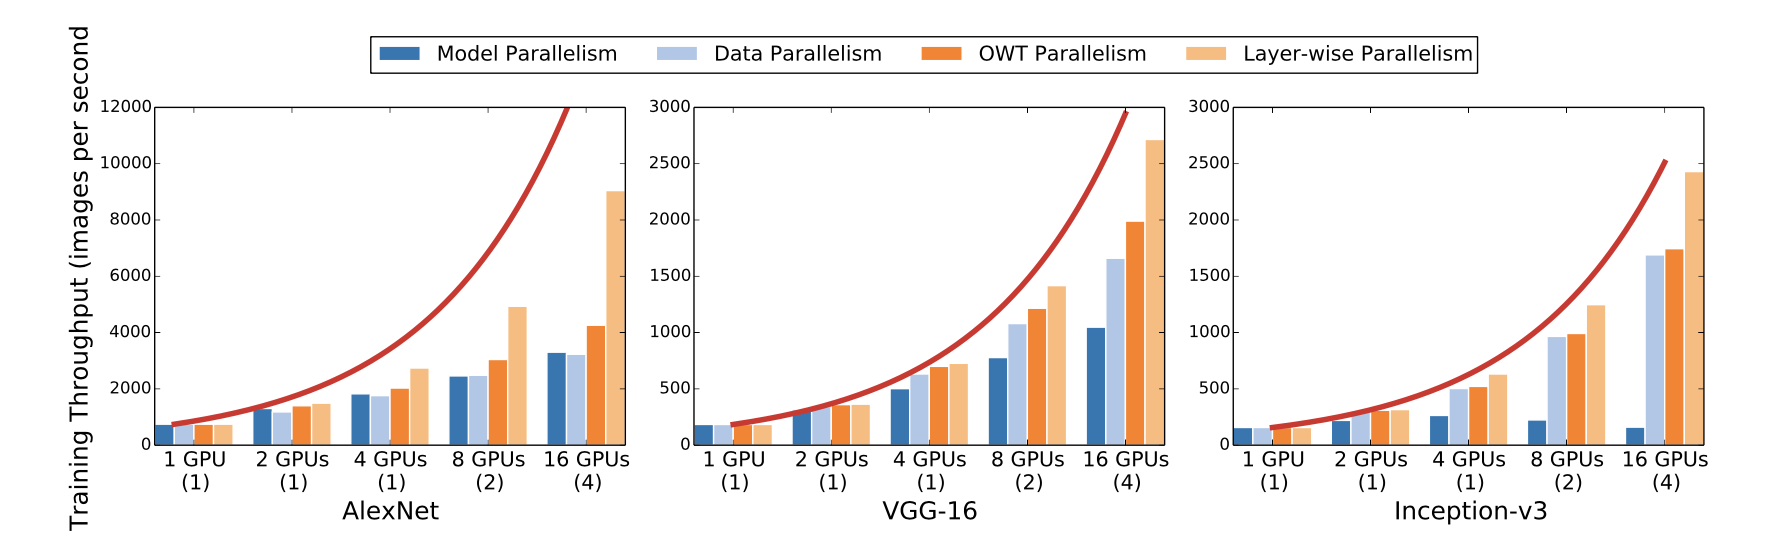 Model Parallelism Data Parallelism OWT Parallelism Layer-wise Parallelism
Training Throughput (images per second
12000
10000
8000
6000
4000
2000
0
1 GPU 2 GPUs 4 GPUs 8 GPUs 16 GPUs
(1) (1) (1) (2) (4)
AlexNet
3000
2500
2000
1500
1000
500
0
1 GPU 2 GPUs 4 GPUs 8 GPUs 16 GPUs
(1) (1) (1) (2) (4)
VGG-16
3000
2500
2000
1500
1000
500
0
1 GPU 2 GPUs 4 GPUs 8 GPUs 16 GPUs
(1) (1) (1) (2) (4)
Inception-v3